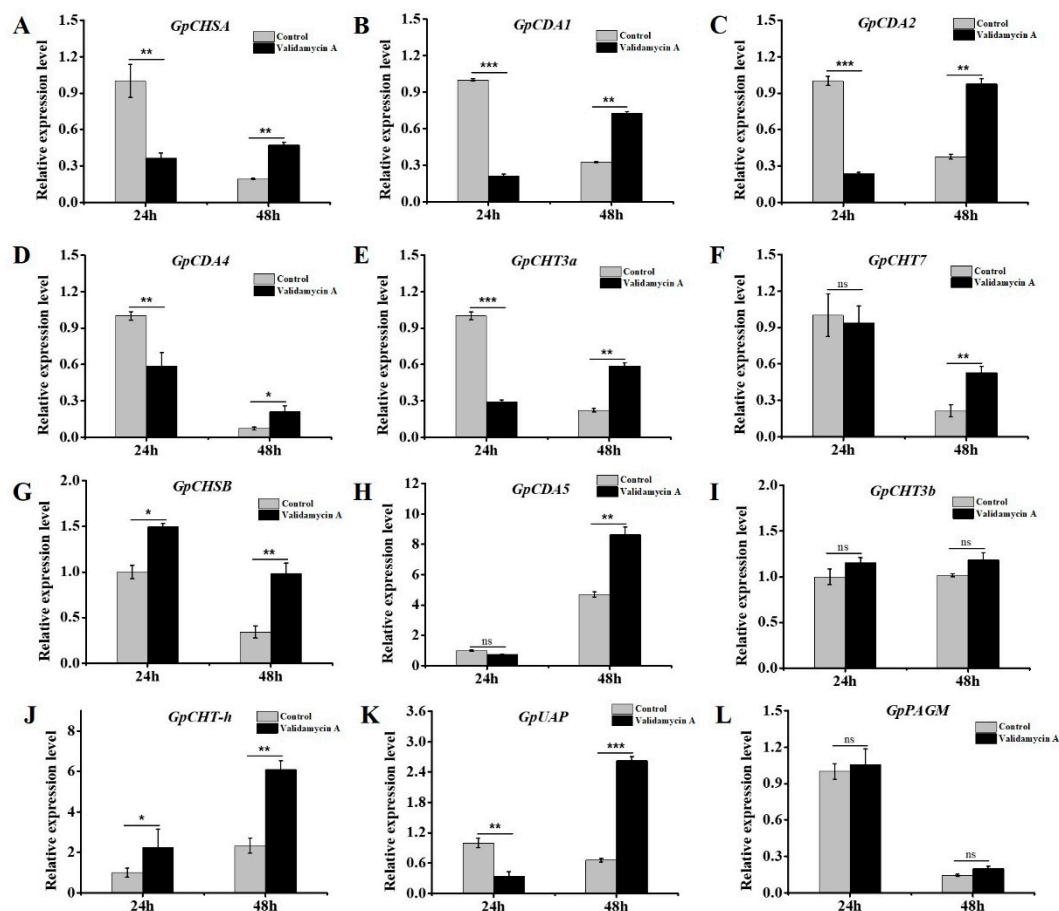 A
GpCHSA
Relative expression level
1.5
1.2
0.9
0.6
0.3
0.0
Control
Validamycin A
**
**
24h
48h
B
GpCDA1
Relative expression level
1.5
1.2
0.9
0.6
0.3
0.0
Control
Validamycin A
***
**
24h
48h
C
GpCDA2
Relative expression level
1.5
1.2
0.9
0.6
0.3
0.0
Control
Validamycin A
***
**
24h
48h
D
GpCDA4
Relative expression level
1.5
1.2
0.9
0.6
0.3
0.0
Control
Validamycin A
**
*
24h
48h
E
GpCHT3a
Relative expression level
1.5
1.2
0.9
0.6
0.3
0.0
Control
Validamycin A
***
**
24h
48h
F
GpCHT7
Relative expression level
1.5
1.2
0.9
0.6
0.3
0.0
Control
Validamycin A
ns
**
24h
48h
G
GpCHSB
Relative expression level
2.0
1.5
1.0
0.5
0.0
Control
Validamycin A
*
**
24h
48h
H
GpCDA5
Relative expression level
12
10
8
6
4
2
0
Control
Validamycin A
ns
**
24h
48h
I
GpCHT3b
Relative expression level
2.0
1.5
1.0
0.5
0.0
Control
Validamycin A
ns
ns
24h
48h
J
GpCHT-h
Relative expression level
8
6
4
2
0
Control
Validamycin A
*
**
24h
48h
K
GpUAP
Relative expression level
3.6
3.0
2.4
1.8
1.2
0.6
0.0
Control
Validamycin A
**
***
24h
48h
L
GpPAGM
Relative expression level
1.5
1.2
0.9
0.6
0.3
0.0
Control
Validamycin A
ns
ns
24h
48h